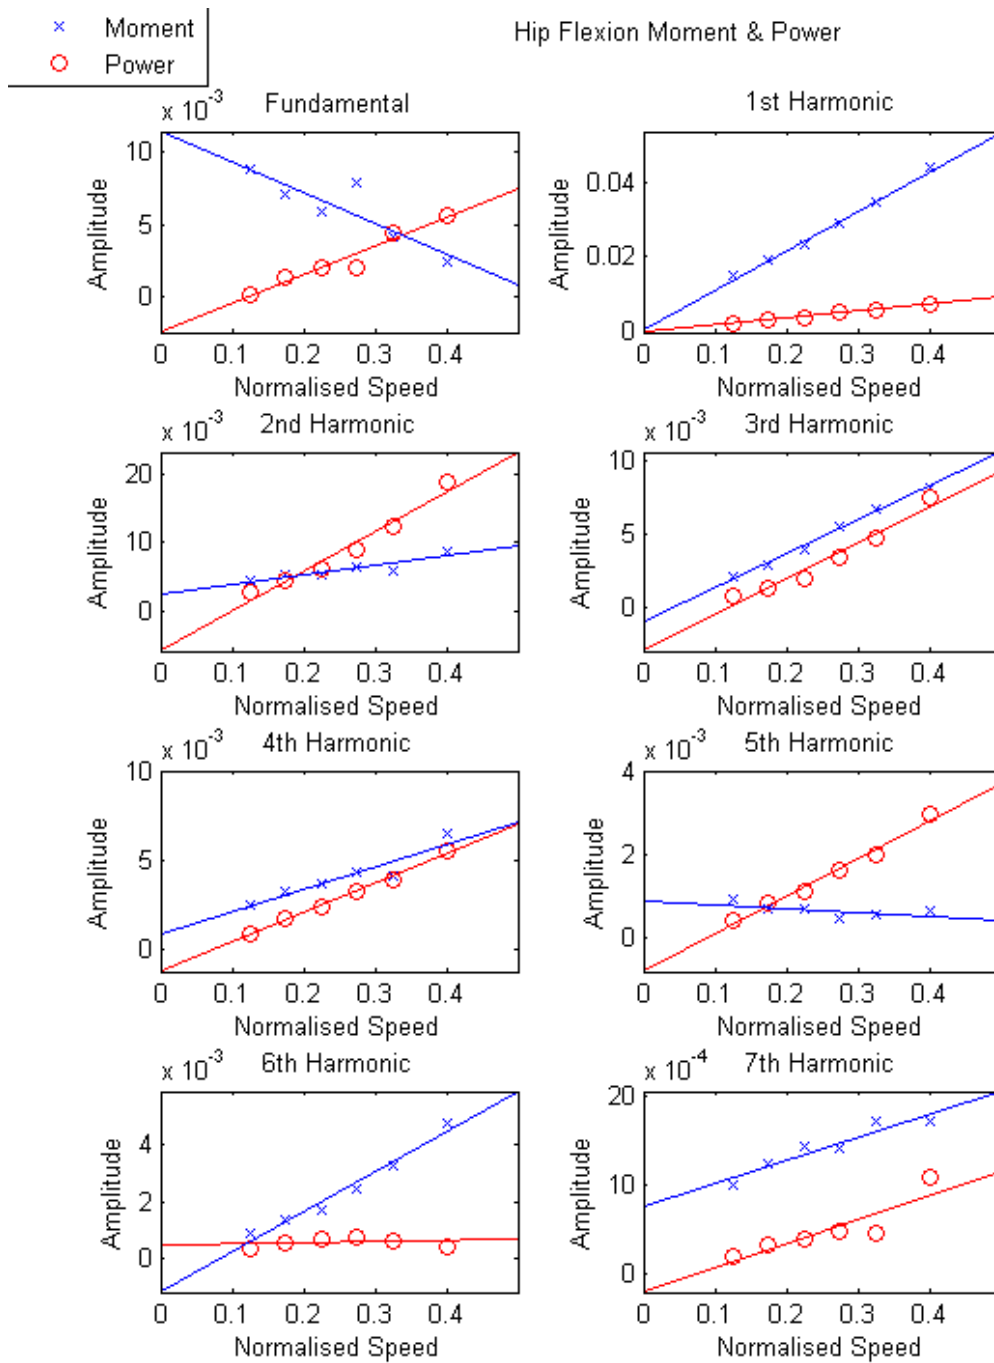 Moment
Power
Hip Flexion Moment & Power
x 10^-3
Fundamental
10
5
0
Amplitude
0 0.1 0.2 0.3 0.4
Normalised Speed
1st Harmonic
0.04
0.02
0
Amplitude
0 0.1 0.2 0.3 0.4
Normalised Speed
x 10^-3
2nd Harmonic
20
10
0
Amplitude
0 0.1 0.2 0.3 0.4
Normalised Speed
x 10^-3
3rd Harmonic
10
5
0
Amplitude
0 0.1 0.2 0.3 0.4
Normalised Speed
x 10^-3
4th Harmonic
10
5
0
Amplitude
0 0.1 0.2 0.3 0.4
Normalised Speed
x 10^-3
5th Harmonic
4
2
0
Amplitude
0 0.1 0.2 0.3 0.4
Normalised Speed
x 10^-3
6th Harmonic
4
2
0
Amplitude
0 0.1 0.2 0.3 0.4
Normalised Speed
x 10^-4
7th Harmonic
20
10
0
Amplitude
0 0.1 0.2 0.3 0.4
Normalised Speed